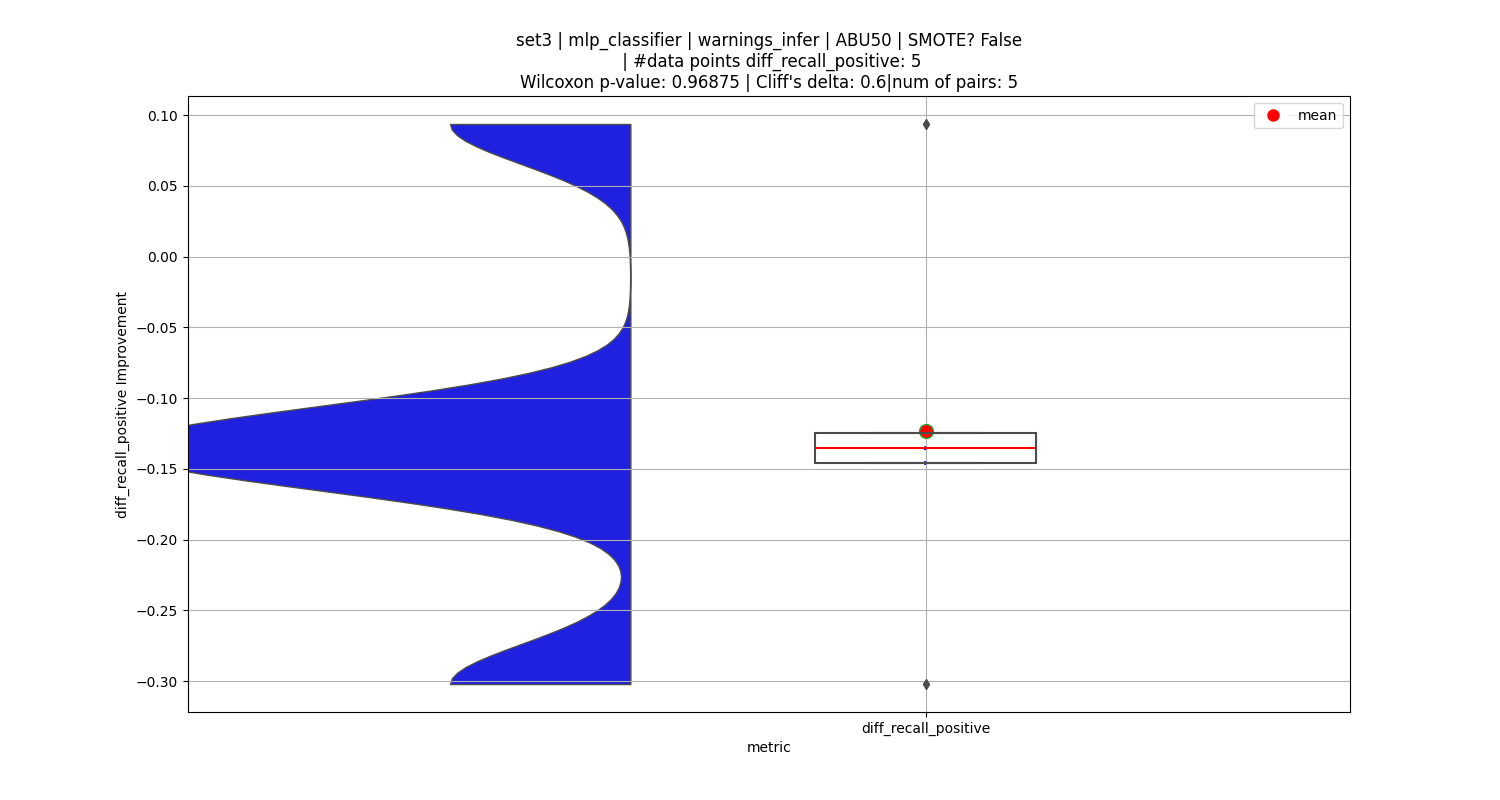 set3 | mlp_classifier | warnings_infer | ABU50 | SMOTE? False
| #data points diff_recall_positive: 5
Wilcoxon p-value: 0.96875 | Cliff's delta: 0.6|num of pairs: 5
mean
0.10
0.05
0.00
−0.05
−0.10
−0.15
−0.20
−0.25
−0.30
diff_recall_positive Improvement
diff_recall_positive
metric